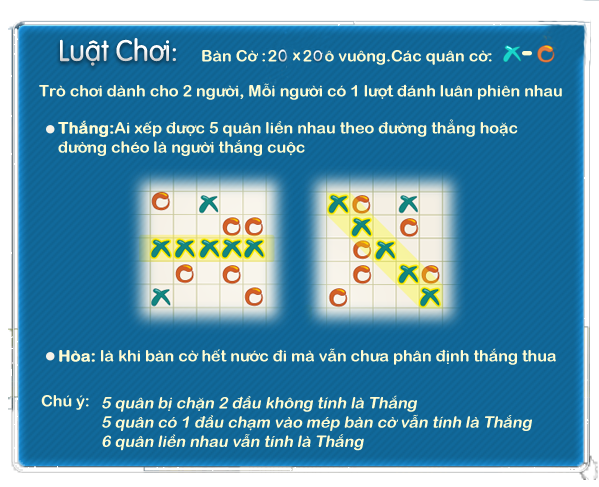 Luật Chơi:
Bàn Cờ :20 x20 ô vuông.Các quân cờ: X-O
Trò chơi dành cho 2 người, Mỗi người có 1 lượt đánh luân phiên nhau
Thắng:Ai xếp được 5 quân liền nhau theo đường thẳng hoặc
đường chéo là người thắng cuộc
Hòa: là khi bàn cờ hết nước đi mà vẫn chưa phân định thắng thua
Chú ý: 5 quân bị chặn 2 đầu không tính là Thắng
5 quân có 1 đầu chạm vào mép bàn cờ vẫn tính là Thắng
6 quân liền nhau vẫn tính là Thắng